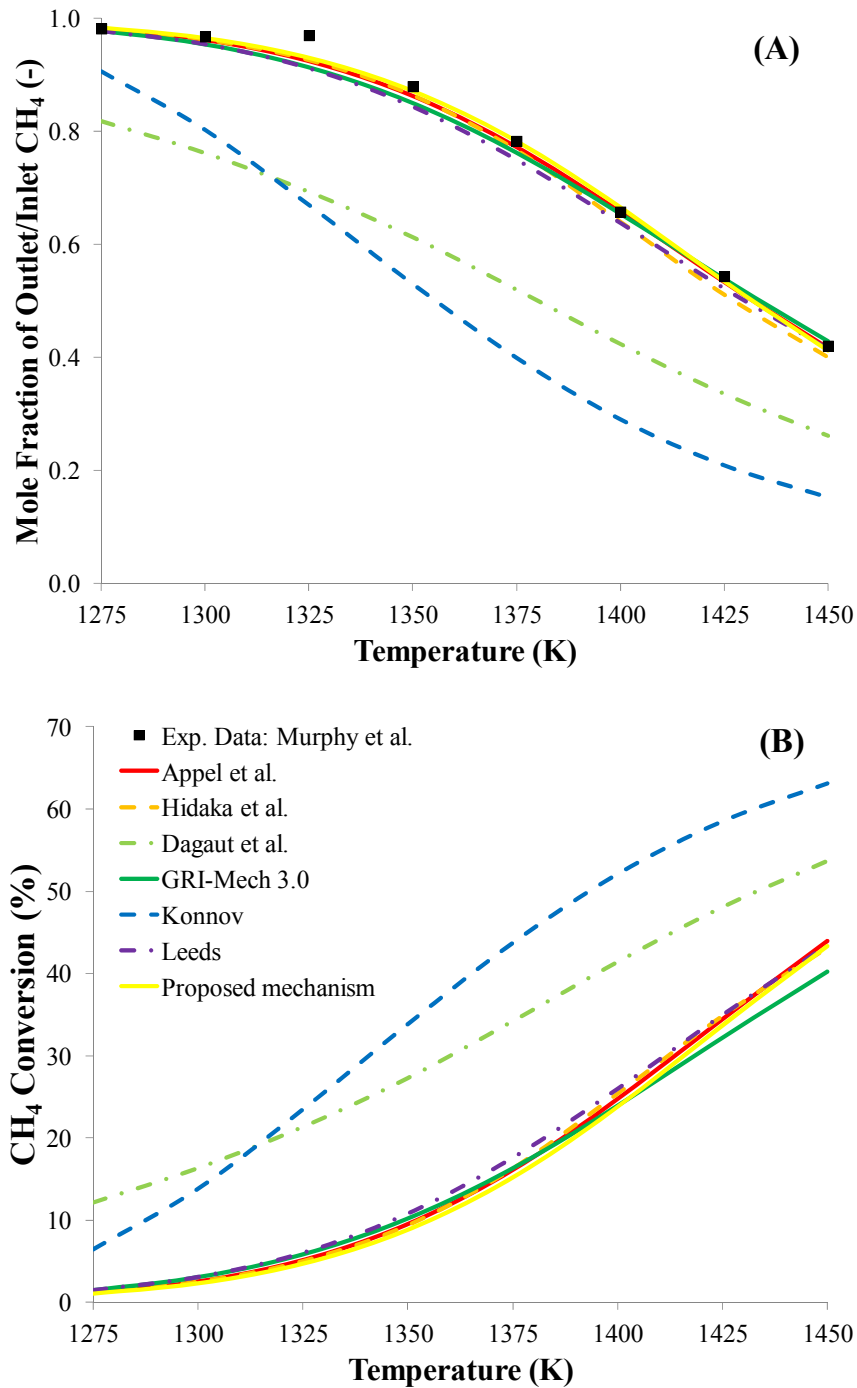 (A)
Mole Fraction of Outlet/Inlet CH₄ (-)
1.0
0.8
0.6
0.4
0.2
0.0
1275 1300 1325 1350 1375 1400 1425 1450
Temperature (K)
(B)
CH₄ Conversion (%)
70
60
50
40
30
20
10
0
Exp. Data: Murphy et al.
Appel et al.
Hidaka et al.
Dagaut et al.
GRI-Mech 3.0
Konnov
Leeds
Proposed mechanism
1275 1300 1325 1350 1375 1400 1425 1450
Temperature (K)